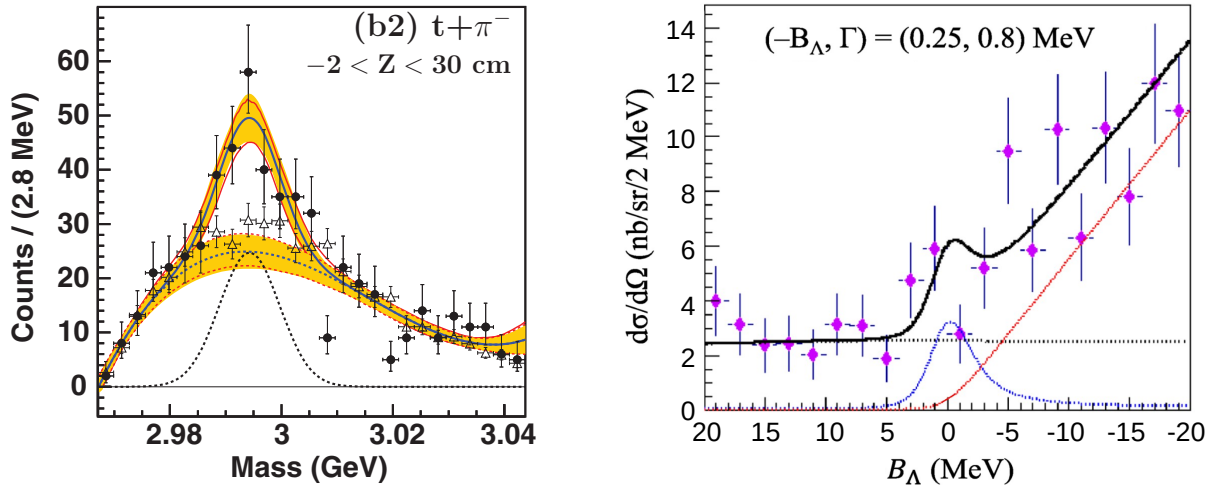 (b2) t+π⁻
−2 < Z < 30 cm
Counts / (2.8 MeV)
60
50
40
30
20
10
0
2.98 3 3.02 3.04
Mass (GeV)
(–B_Λ, Γ) = (0.25, 0.8) MeV
dσ/dΩ (nb/sr/2 MeV)
14
12
10
8
6
4
2
0
20 15 10 5 0 -5 -10 -15 -20
B_Λ (MeV)